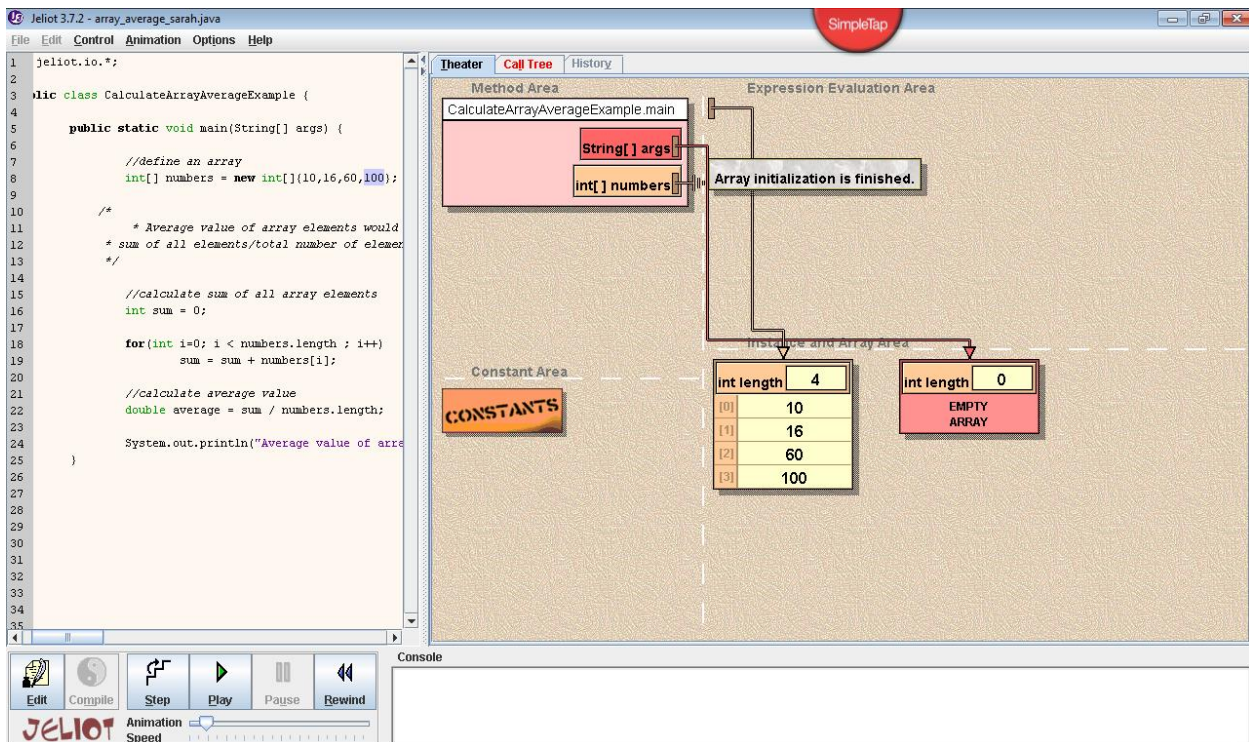 Jeliot 3.7.2 - array_average_sarah.java
SimpleTap
File Edit Control Animation Options Help
1 jeliot.io.*;
2
3 lic class CalculateArrayAverageExample {
4
5 public static void main(String[] args) {
6
7 //define an array
8 int[] numbers = new int[]{10,16,60,100};
9
10 /*
11 * Average value of array elements would
12 * sum of all elements/total number of elemen
13 */
14
15 //calculate sum of all array elements
16 int sum = 0;
17
18 for(int i=0; i < numbers.length ; i++)
19 sum = sum + numbers[i];
20
21 //calculate average value
22 double average = sum / numbers.length;
23
24 System.out.println("Average value of arra
25 }
26
27
28
29
30
31
32
33
34
35
Theater Call Tree History
Method Area
Expression Evaluation Area
CalculateArrayAverageExample.main
String[ ] args
int[ ] numbers
Array initialization is finished.
Constant Area
CONSTANTS
Instance and Array Area
int length 4
[0] 10
[1] 16
[2] 60
[3] 100
int length 0
EMPTY
ARRAY
Edit Compile Step Play Pause Rewind
JELIOT
Animation
Speed
Console